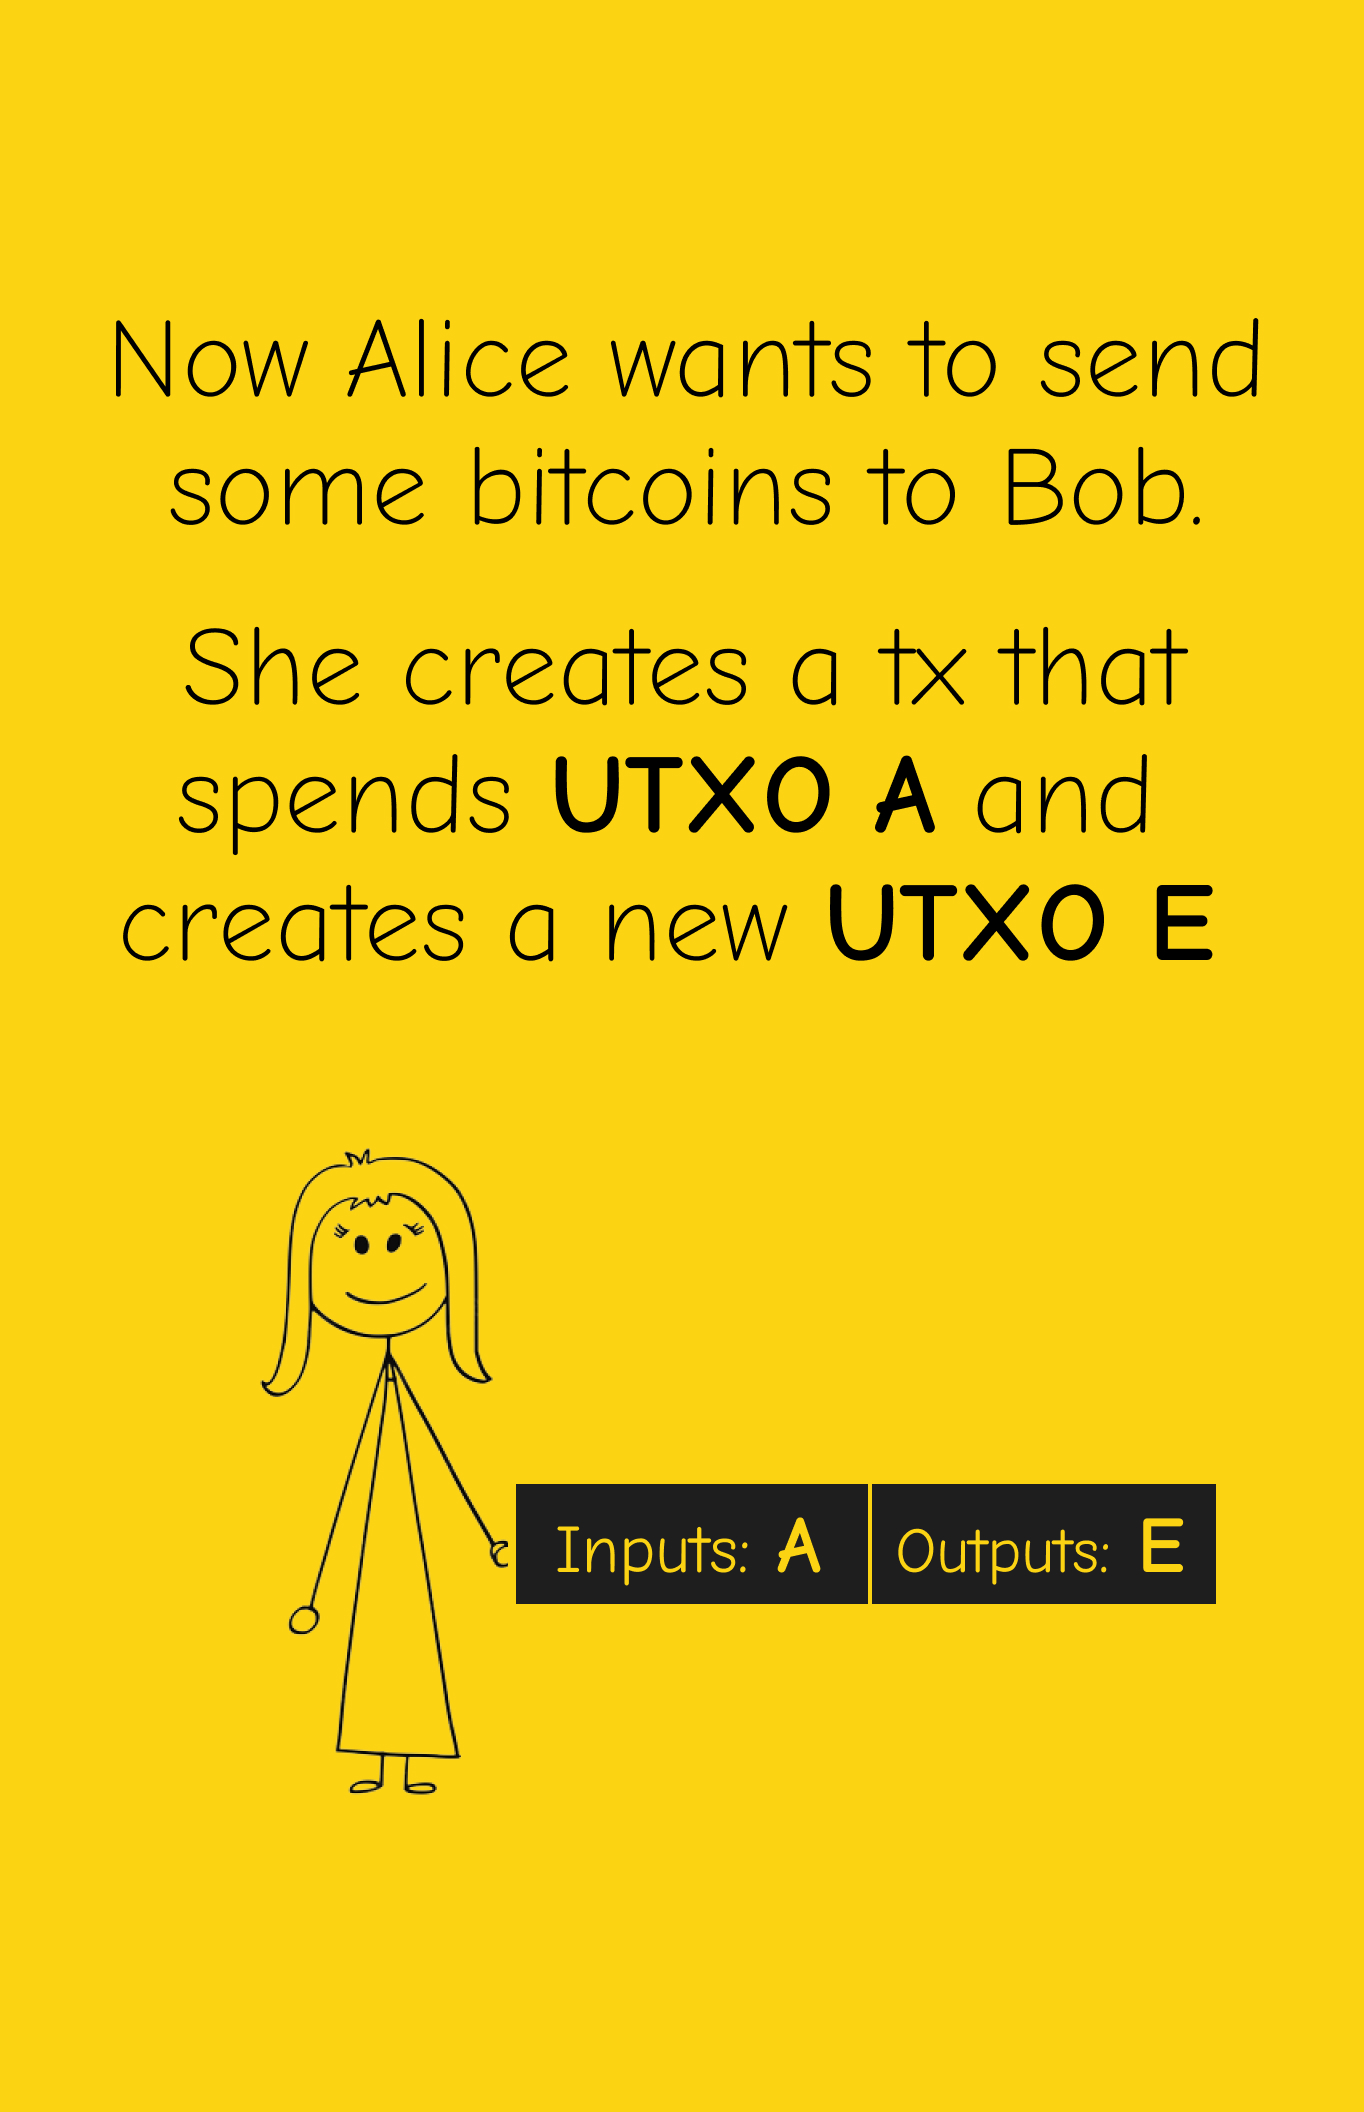 Now Alice wants to send
some bitcoins to Bob.
She creates a tx that
spends UTXO A and
creates a new UTXO E
Inputs: A Outputs: E